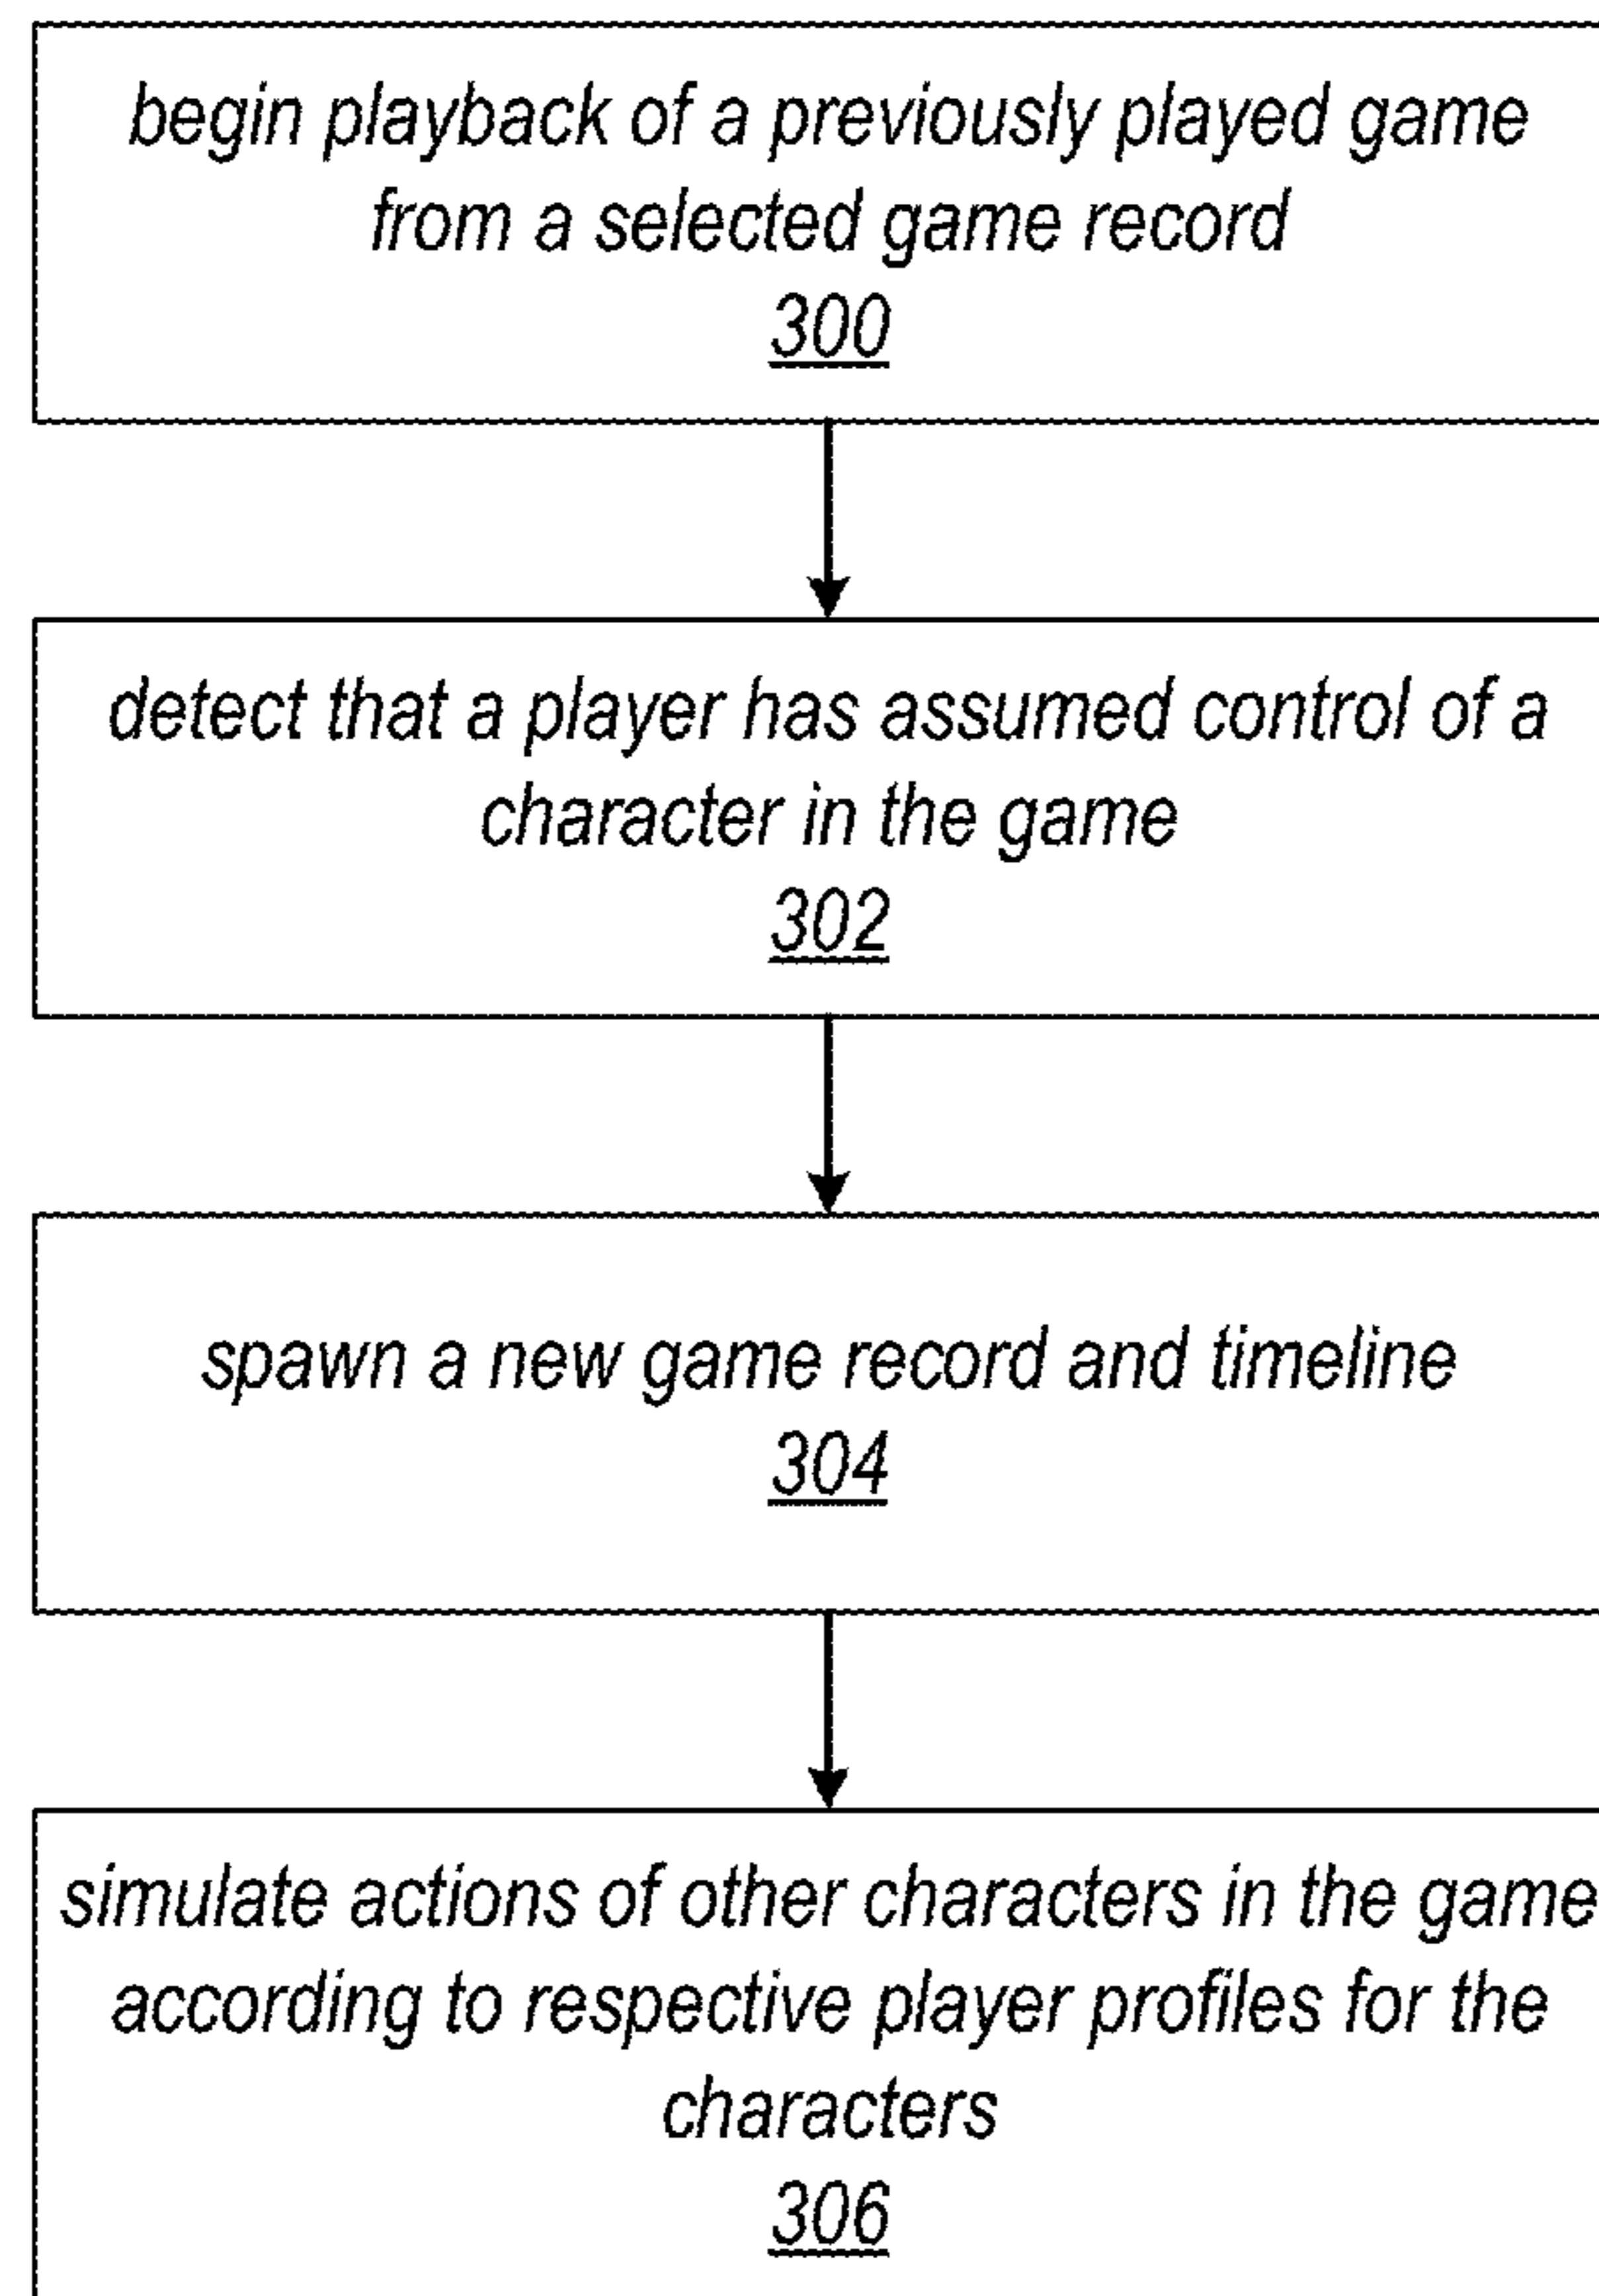 begin playback of a previously played game
from a selected game record
300
detect that a player has assumed control of a
character in the game
302
spawn a new game record and timeline
304
simulate actions of other characters in the game
according to respective player profiles for the
characters
306